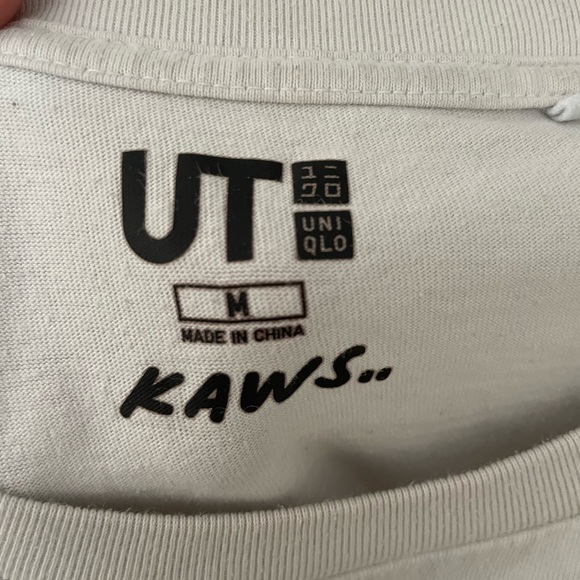 UT
ユニ
クロ
UNI
QLO
M
MADE IN CHINA
KAWS..